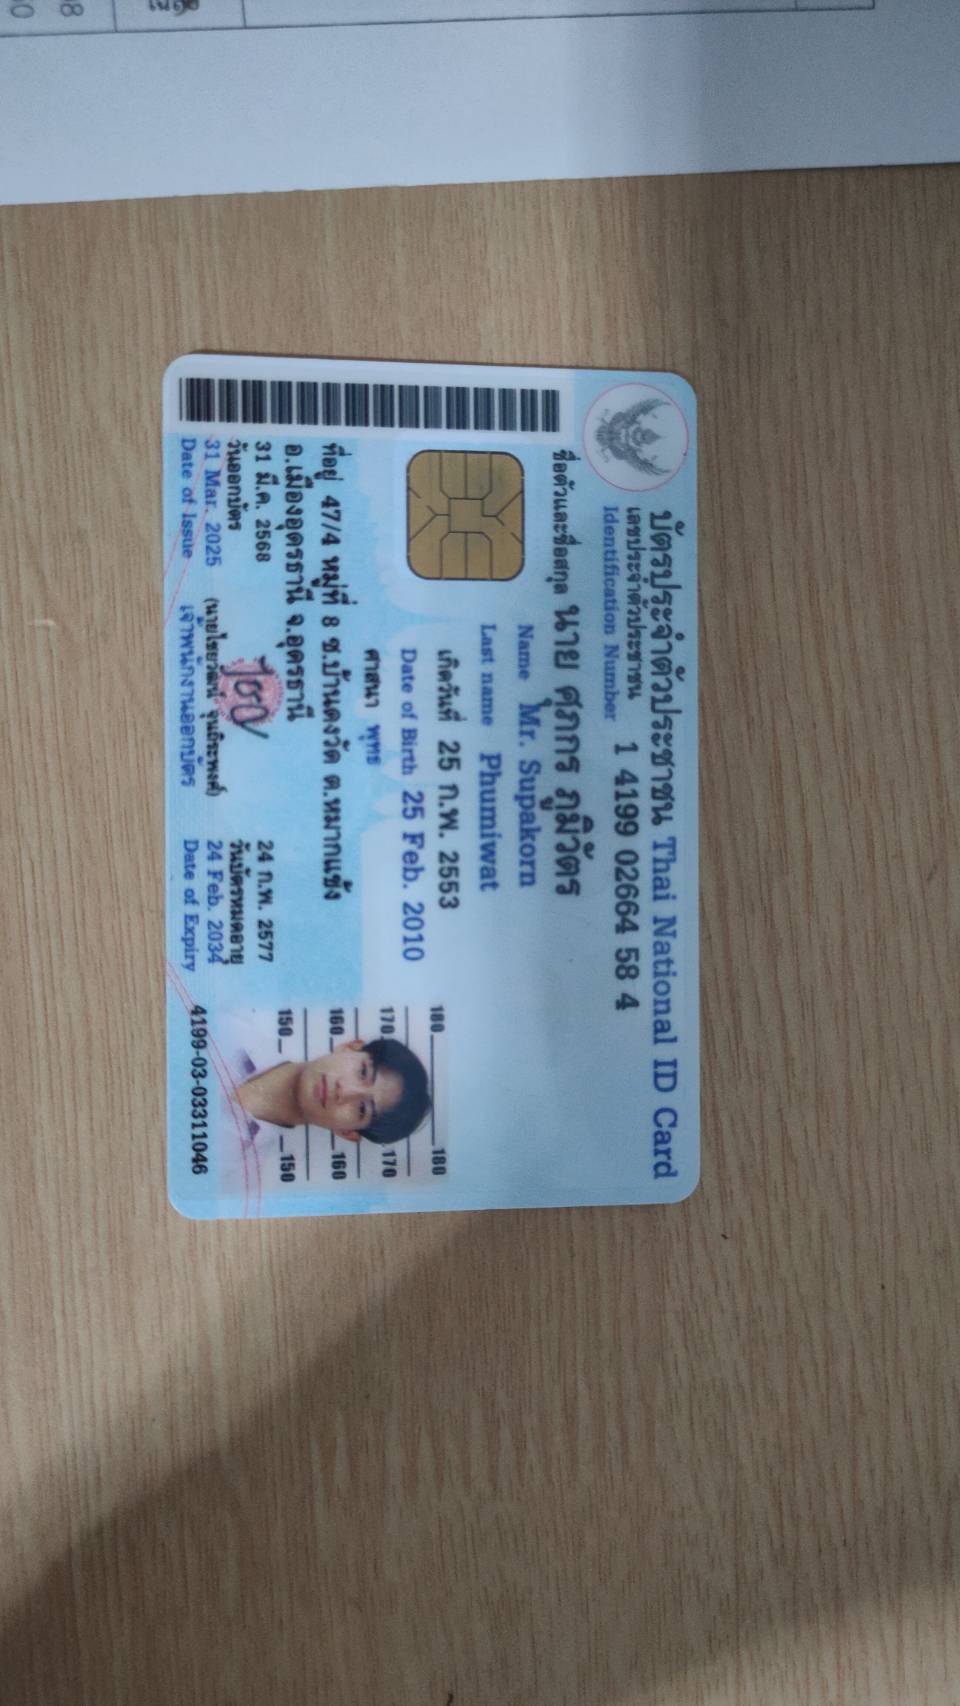 บัตรประจำตัวประชาชน Thai National ID Card
เลขประจำตัวประชาชน 1 4199 02664 58 4
Identification Number
ชื่อตัวและชื่อสกุล นาย ศุภกร ภูมิวัตร
Name Mr. Supakorn
Last name Phumiwat
เกิดวันที่ 25 ก.พ. 2553
Date of Birth 25 Feb. 2010
ศาสนา พุทธ
ที่อยู่ 47/4 หมู่ที่ 8 ซ.บ้านดงวัด ต.หมากแข้ง
อ.เมืองอุดรธานี จ.อุดรธานี
31 มี.ค. 2568
วันออกบัตร
31 Mar. 2025
Date of Issue
เจ้าพนักงานออกบัตร
24 ก.พ. 2577
วันบัตรหมดอายุ
24 Feb. 2034
Date of Expiry
180 180
170 170
160 160
150 150
4199-03-03311046